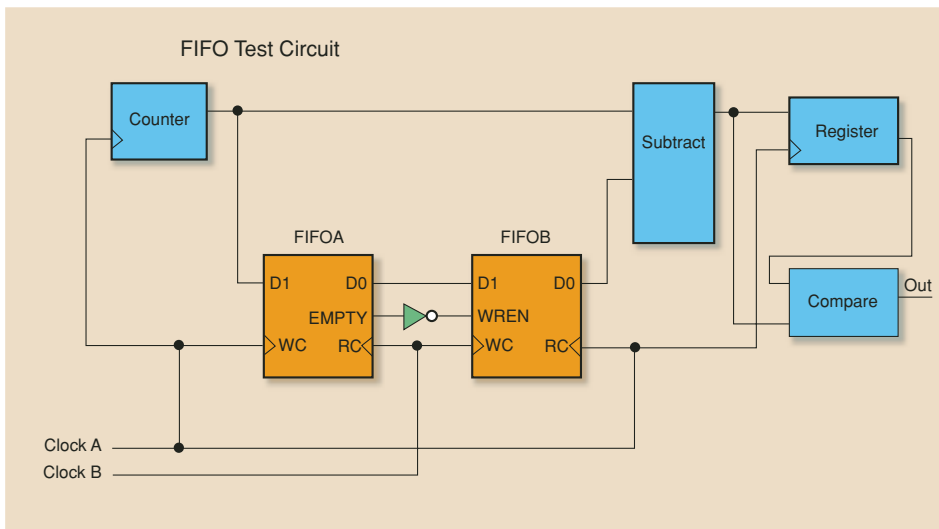 FIFO Test Circuit
Counter
Subtract
Register
FIFOA
FIFOB
D1
D0
D1
D0
EMPTY
WREN
WC
RC
WC
RC
Compare
Out
Clock A
Clock B